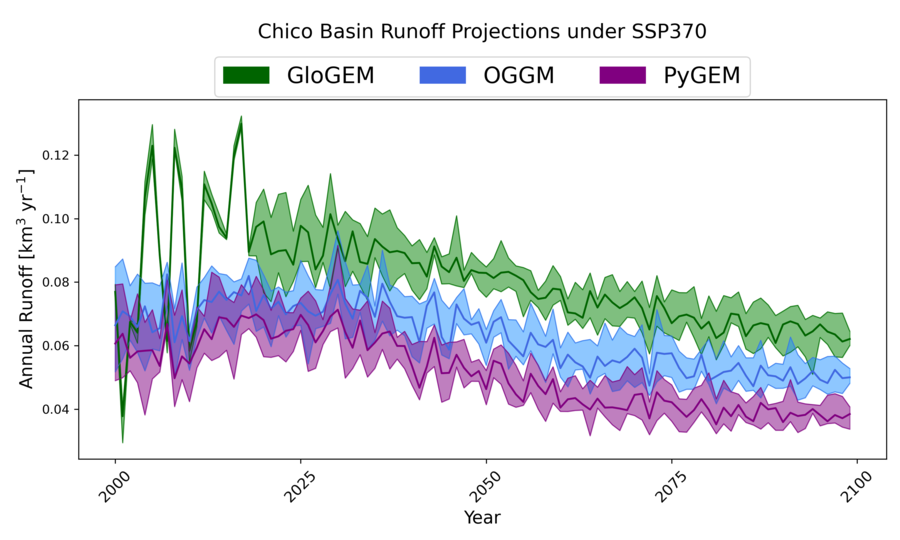 Chico Basin Runoff Projections under SSP370
GloGEM OGGM PyGEM
Annual Runoff [km³ yr⁻¹]
0.12
0.10
0.08
0.06
0.04
2000 2025 2050 2075 2100
Year